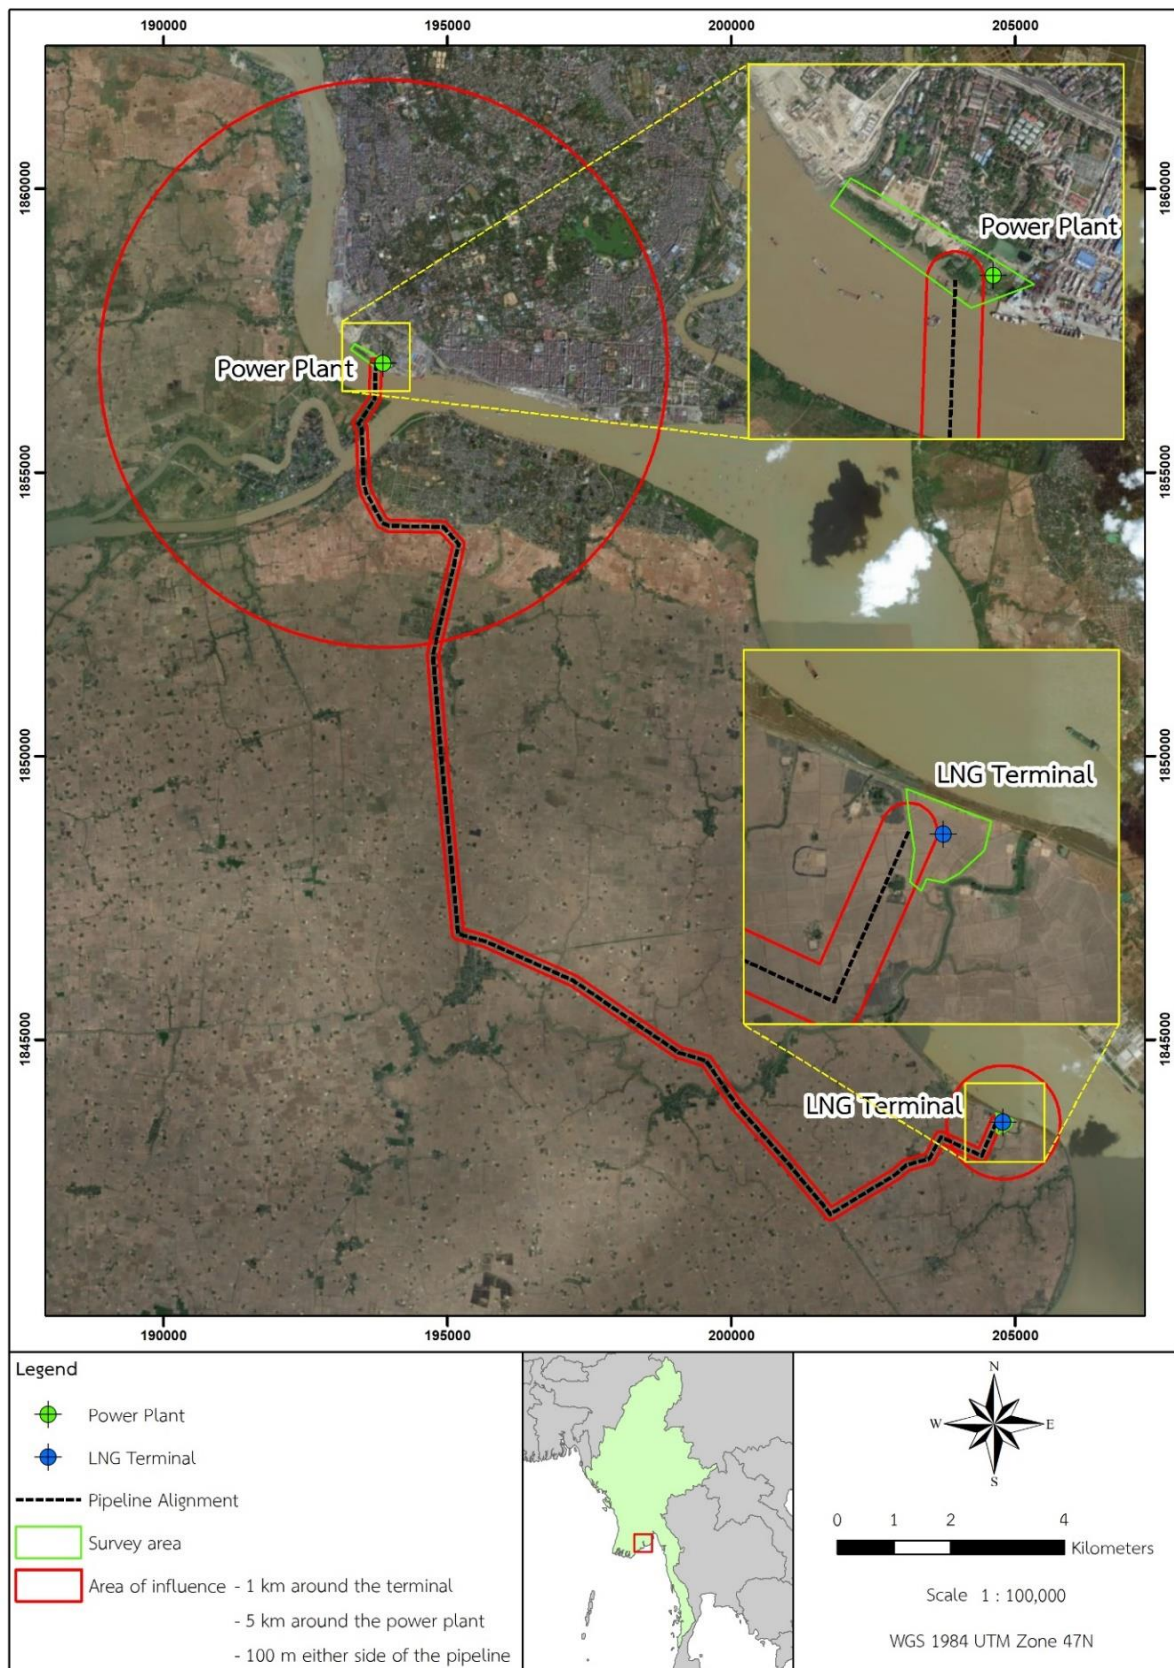 190000 195000 200000 205000
1860000
1860000
Power Plant
Power Plant
1855000
1855000
LNG Terminal
1850000
1850000
1845000
1845000
LNG Terminal
190000 195000 200000 205000
Legend
Power Plant
LNG Terminal
Pipeline Alignment
Survey area
Area of influence - 1 km around the terminal
- 5 km around the power plant
- 100 m either side of the pipeline
N
W E
S
0 1 2 4
Kilometers
Scale 1 : 100,000
WGS 1984 UTM Zone 47N